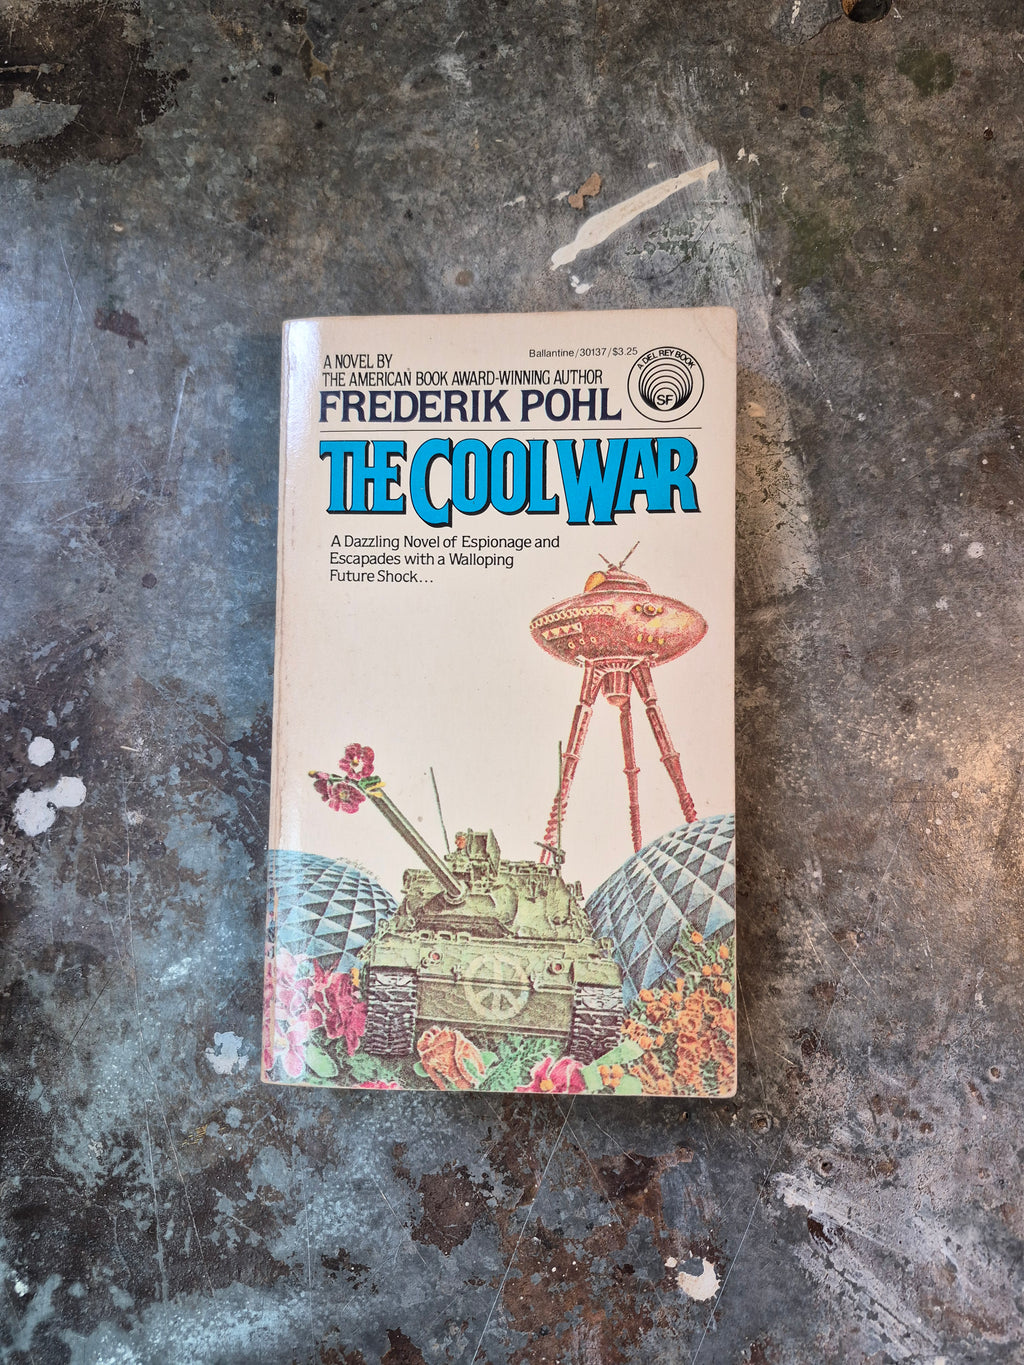 Ballantine/30137/$3.25
A DEL REY BOOK
SF
A NOVEL BY
THE AMERICAN BOOK AWARD-WINNING AUTHOR
FREDERIK POHL
THE COOL WAR
A Dazzling Novel of Espionage and
Escapades with a Walloping
Future Shock...